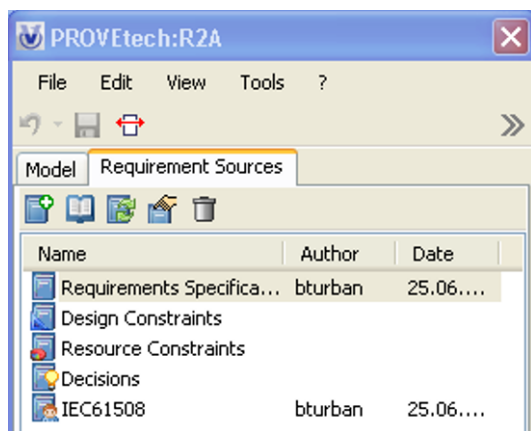 PROVEtech:R2A
File Edit View Tools ?
Model Requirement Sources
Name Author Date
Requirements Specifica... bturban 25.06....
Design Constraints
Resource Constraints
Decisions
IEC61508 bturban 25.06....